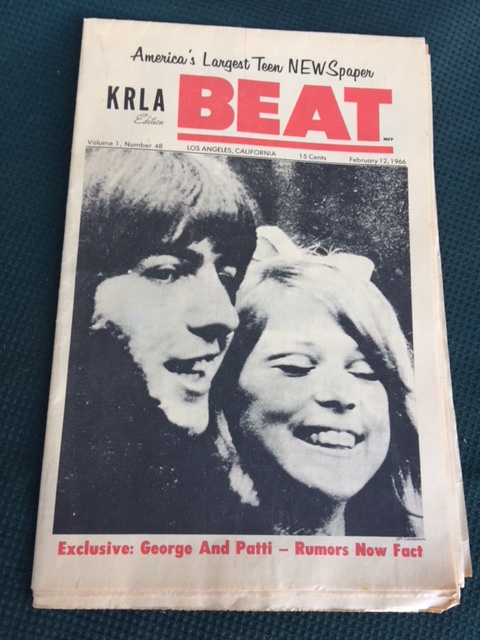 America's Largest Teen NEWSpaper
KRLA
Edition
BEAT
Volume 1, Number 48 LOS ANGELES, CALIFORNIA 15 Cents February 12, 1966
Exclusive: George And Patti – Rumors Now Fact